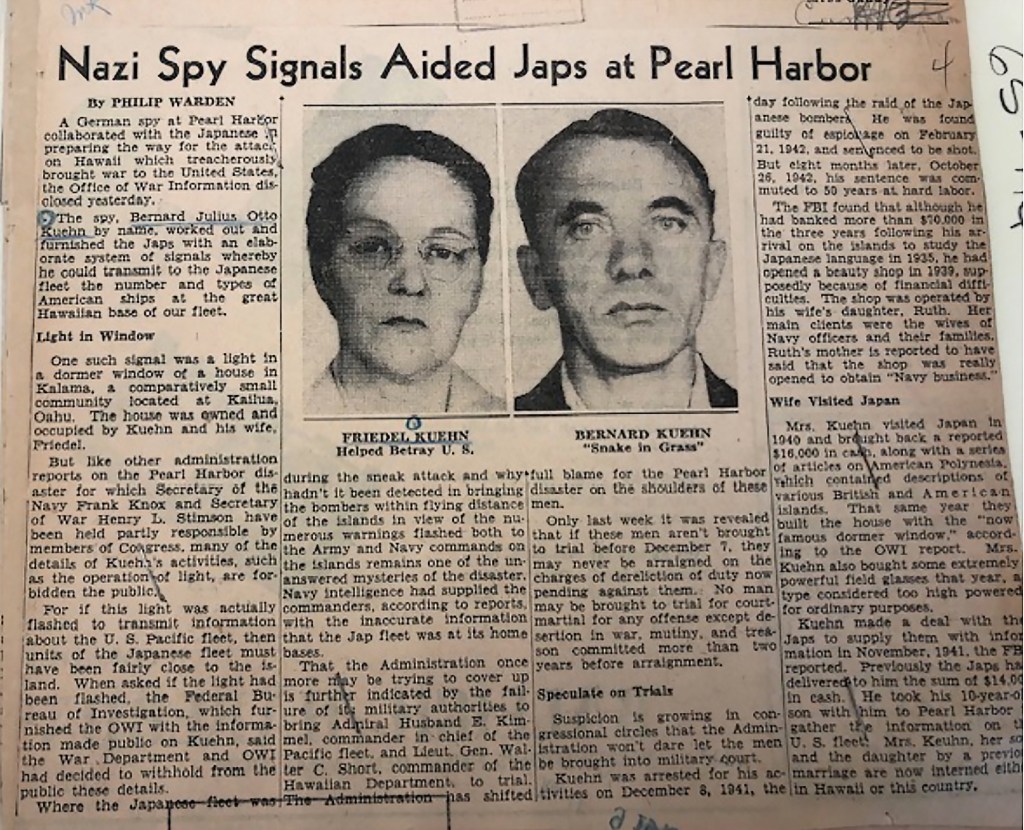 Nazi Spy Signals Aided Japs at Pearl Harbor
4
By PHILIP WARDEN
A German spy at Pearl Harbor
collaborated with the Japanese in
preparing the way for the attack
on Hawaii which treacherously
brought war to the United States,
the Office of War Information dis-
closed yesterday.
The spy, Bernard Julius Otto
Kuehn by name, worked out and
furnished the Japs with an elab-
orate system of signals whereby
he could transmit to the Japanese
fleet the number and types of
American ships at the great
Hawaiian base of our fleet.
Light in Window
One such signal was a light in
a dormer window of a house in
Kalama, a comparatively small
community located at Kailua,
Oahu. The house was owned and
occupied by Kuehn and his wife,
Friedel.
But like other administration
reports on the Pearl Harbor dis-
aster for which Secretary of the
Navy Frank Knox and Secretary
of War Henry L. Stimson have
been held partly responsible by
members of Congress, many of the
details of Kuehn's activities, such
as the operation of light, are for-
bidden the public.
For if this light was actually
flashed to transmit information
about the U. S. Pacific fleet, then
units of the Japanese fleet must
have been fairly close to the is-
land. When asked if the light had
been flashed, the Federal Bu-
reau of Investigation, which fur-
nished the OWI with the informa-
tion made public on Kuehn, said
the War Department and OWI
had decided to withhold from the
public these details.
Where the Japanese fleet was
FRIEDEL KUEHN
Helped Betray U. S.
BERNARD KUEHN
"Snake in Grass"
during the sneak attack and why
hadn't it been detected in bringing
the bombers within flying distance
of the islands in view of the nu-
merous warnings flashed both to
the Army and Navy commands on
the islands remains one of the un-
answered mysteries of the disaster.
Navy intelligence had supplied the
commanders, according to reports,
with the inaccurate information
that the Jap fleet was at its home
bases.
That the Administration once
more may be trying to cover up
is further indicated by the fail-
ure of its military authorities to
bring Admiral Husband E. Kim-
mel, commander in chief of the
Pacific fleet, and Lieut. Gen. Wal-
ter C. Short, commander of the
Hawaiian Department, to trial.
The Administration has shifted
full blame for the Pearl Harbor
disaster on the shoulders of these
men.
Only last week it was revealed
that if these men aren't brought
to trial before December 7, they
may never be arraigned on the
charges of dereliction of duty now
pending against them. No man
may be brought to trial for court-
martial for any offense except de-
sertion in war, mutiny, and trea-
son committed more than two
years before arraignment.
Speculate on Trials
Suspicion is growing in con-
gressional circles that the Admin-
istration won't dare let the men
be brought into military court.
Kuehn was arrested for his ac-
tivities on December 8, 1941, the
day following the raid of the Jap-
anese bombers. He was found
guilty of espionage on February
21, 1942, and sentenced to be shot.
But eight months later, October
26, 1942, his sentence was com-
muted to 50 years at hard labor.
The FBI found that although he
had banked more than $70,000 in
the three years following his ar-
rival on the islands to study the
Japanese language in 1935, he had
opened a beauty shop in 1939, sup-
posedly because of financial diffi-
culties. The shop was operated by
his wife's daughter, Ruth. Her
main clients were the wives of
Navy officers and their families.
Ruth's mother is reported to have
said that the shop was really
opened to obtain "Navy business."
Wife Visited Japan
Mrs. Kuehn visited Japan in
1940 and brought back a reported
$16,000 in cash, along with a series
of articles on American Polynesia,
which contained descriptions of
various British and American
islands. That same year they
built the house with the "now
famous dormer window," accord-
ing to the OWI report. Mrs.
Kuehn also bought some extremely
powerful field glasses that year, a
type considered too high powered
for ordinary purposes.
Kuehn made a deal with the
Japs to supply them with infor
mation in November, 1941, the FB
reported. Previously the Japs ha
delivered to him the sum of $14,00
in cash. He took his 10-year-o
son with him to Pearl Harbor
gather the information on t
U. S. fleet. Mrs. Keuhn, her so
and the daughter by a previo
marriage are now interned eith
in Hawaii or this country.